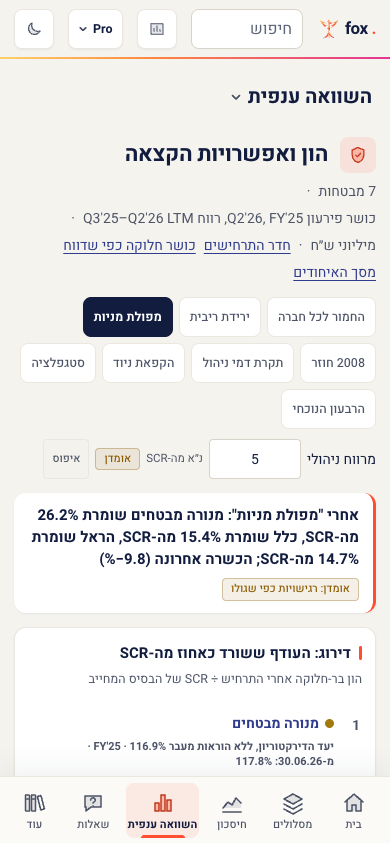 fox.
חיפוש
Pro
השוואה ענפית
הון ואפשרויות הקצאה
7 מבטחות ·
כושר פירעון Q2'26, FY'25, רווח Q3'25–Q2'26 LTM ·
מיליוני ש״ח · חדר התרחישים כושר חלוקה כפי שדווח
מסך האיחודים
החמור לכל חברה
ירידת ריבית
מפולת מניות
2008 חוזר
תקרת דמי ניהול
הקפאת ניוד
סטגפלציה
הרבעון הנוכחי
מרווח ניהולי 5 נ״א מה-SCR אומדן איפוס
אחרי "מפולת מניות": מנורה מבטחים שומרת 26.2%
מה-SCR, כלל שומרת 15.4% מה-SCR, הראל שומרת
14.7% מה-SCR; הכשרה אחרונה (−9.8%)
אומדן: רגישויות כפי שגולו
דירוג: העודף ששורד כאחוז מה-SCR
הון בר-חלוקה אחרי התרחיש ÷ SCR של הבסיס המחייב
1 מנורה מבטחים
יעד הדירקטוריון, ללא הוראות מעבר 116.9% · FY'25 ·
מ-30.06.26: 117.8%
בית
מסלולים
חיסכון
השוואה ענפית
שאלות
עוד